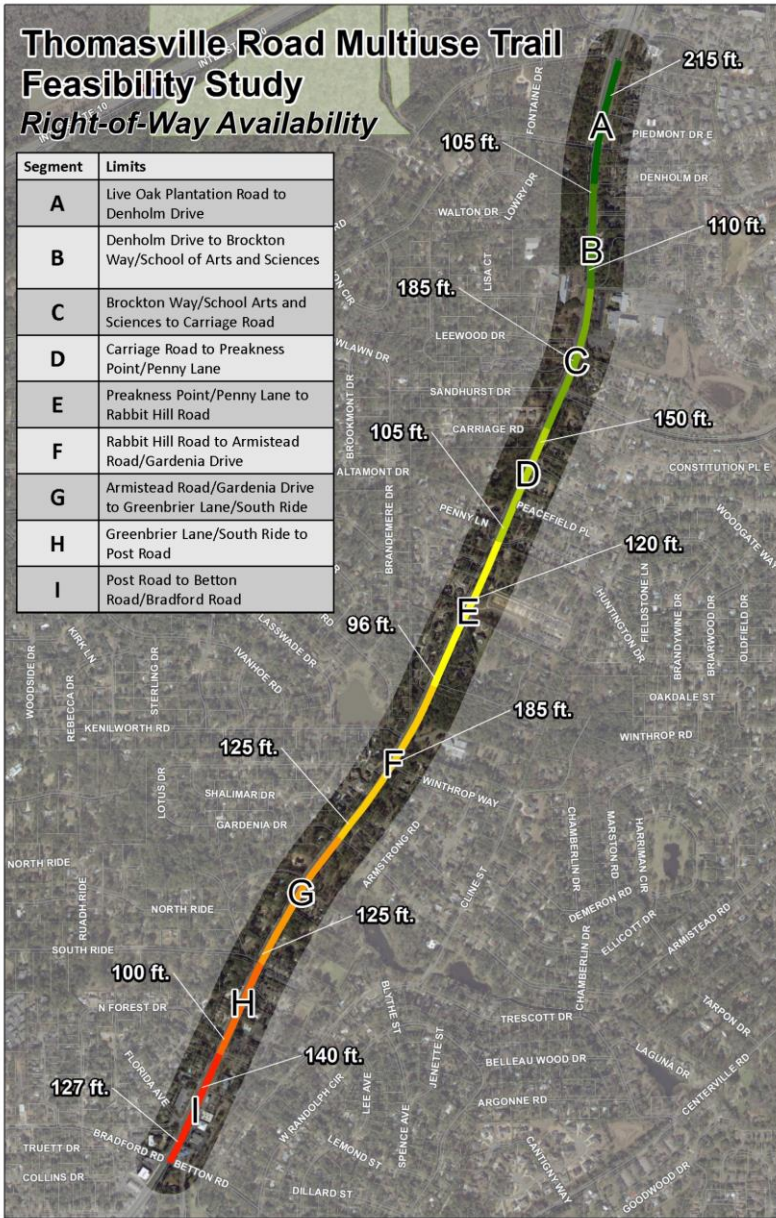 Thomasville Road Multiuse Trail
Feasibility Study
Right-of-Way Availability
Segment Limits
A Live Oak Plantation Road to
Denholm Drive
B Denholm Drive to Brockton
Way/School of Arts and Sciences
C Brockton Way/School Arts and
Sciences to Carriage Road
D Carriage Road to Preakness
Point/Penny Lane
E Preakness Point/Penny Lane to
Rabbit Hill Road
F Rabbit Hill Road to Armistead
Road/Gardenia Drive
G Armistead Road/Gardenia Drive
to Greenbrier Lane/South Ride
H Greenbrier Lane/South Ride to
Post Road
I Post Road to Betton
Road/Bradford Road
215 ft.
FONTAINE DR
A
PIEDMONT DR E
105 ft.
DENHOLM DR
LOWRY DR
WALTON DR
RD
110 ft.
B
LISA CT
185 ft.
LEEWOOD DR
C
SANDHURST DR
BROOKMONT DR
150 ft.
CARRIAGE RD
105 ft.
ALTAMONT DR
D
CONSTITUTION PL E
BRANDEMERE DR
PENNY LN
PEACEFIELD PL
WOODGATE WAY
120 ft.
E
HUNTINGTON DR
FIELDSTONE LN
BRANDYWINE DR
BRIARWOOD DR
OLDFIELD DR
96 ft.
KIRK LN
LASSWADE DR
RD
IVANHOE RD
WOODSIDE DR
REBECCA DR
STERLING DR
OAKDALE ST
185 ft.
KENILWORTH RD
WINTHROP RD
125 ft.
F
WINTHROP WAY
LOTUS DR
SHALIMAR DR
GARDENIA DR
ARMSTRONG RD
CHAMBERLIN DR
MARSTON RD
HARRIMAN CIR
NORTH RIDE
G
CLINE ST
DEMERON RD
RUADH RIDE
NORTH RIDE
125 ft.
ELLICOTT DR
ARMISTEAD RD
SOUTH RIDE
100 ft.
CHAMBERLIN DR
H
N FOREST DR
BLYTHE ST
TRESCOTT DR
TARPON DR
JENETTE ST
140 ft.
BELLEAU WOOD DR
LAGUNA DR
FLORIDA AVE
CENTERVILLE RD
127 ft.
I
W RANDOLPH CIR
LEE AVE
ARGONNE RD
SPENCE AVE
BRADFORD RD
LEMOND ST
TRUETT DR
BETTON RD
CANTIGNY WAY
COLLINS DR
DILLARD ST
GOODWOOD DR